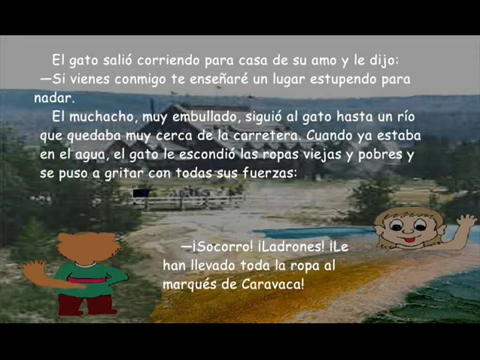 El gato salió corriendo para casa de su amo y le dijo:
—Si vienes conmigo te enseñaré un lugar estupendo para
nadar.
El muchacho, muy embullado, siguió al gato hasta un río
que quedaba muy cerca de la carretera. Cuando ya estaba
en el agua, el gato le escondió las ropas viejas y pobres y
se puso a gritar con todas sus fuerzas:
—¡Socorro! ¡Ladrones! ¡Le
han llevado toda la ropa al
marqués de Caravaca!